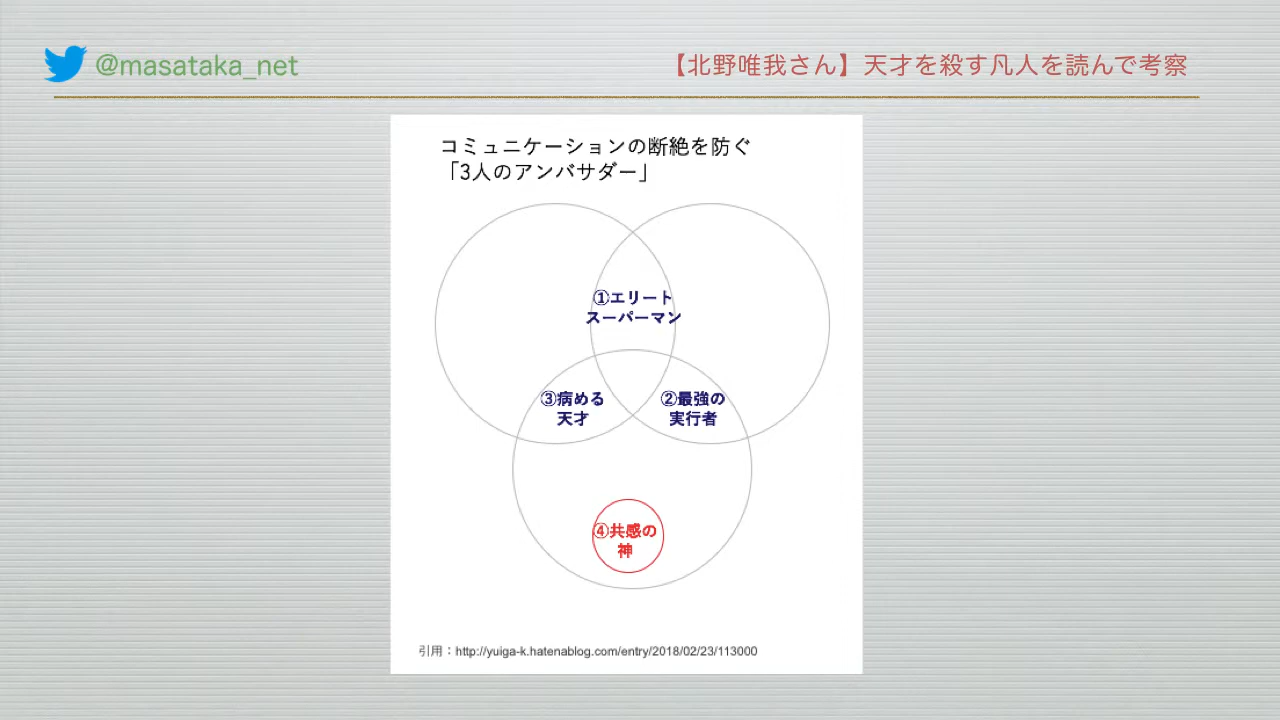 @masataka_net
【北野唯我さん】天才を殺す凡人を読んで考察
コミュニケーションの断絶を防ぐ
「3人のアンバサダー」
①エリート
スーパーマン
③病める
天才
②最強の
実行者
④共感の
神
引用：http://yuiga-k.hatenablog.com/entry/2018/02/23/113000